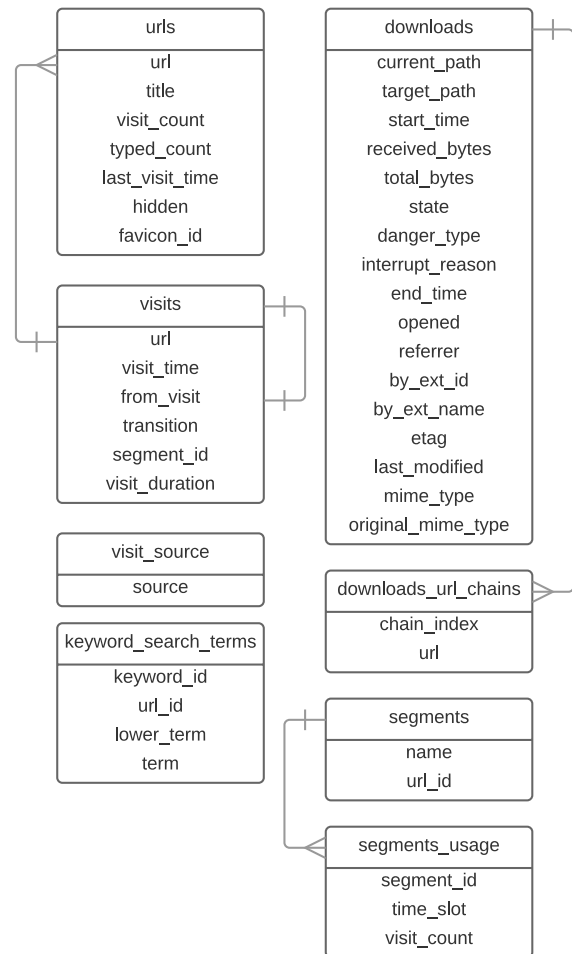 urls
url
title
visit_count
typed_count
last_visit_time
hidden
favicon_id
visits
url
visit_time
from_visit
transition
segment_id
visit_duration
visit_source
source
keyword_search_terms
keyword_id
url_id
lower_term
term
downloads
current_path
target_path
start_time
received_bytes
total_bytes
state
danger_type
interrupt_reason
end_time
opened
referrer
by_ext_id
by_ext_name
etag
last_modified
mime_type
original_mime_type
downloads_url_chains
chain_index
url
segments
name
url_id
segments_usage
segment_id
time_slot
visit_count